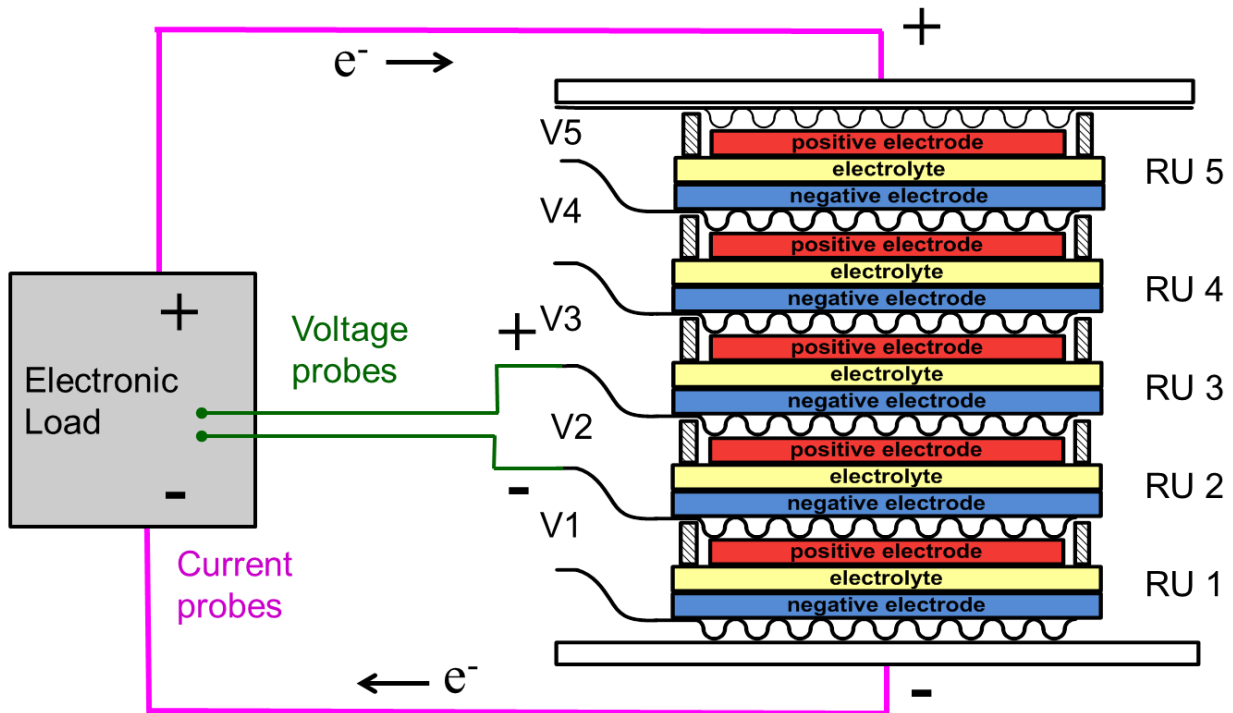 +
e- →
V5
positive electrode
electrolyte
negative electrode
RU 5
V4
positive electrode
electrolyte
negative electrode
RU 4
+
Voltage
probes
+
V3
positive electrode
electrolyte
negative electrode
RU 3
Electronic
Load
V2
positive electrode
electrolyte
negative electrode
RU 2
-
-
V1
positive electrode
electrolyte
negative electrode
RU 1
Current
probes
← e-
-